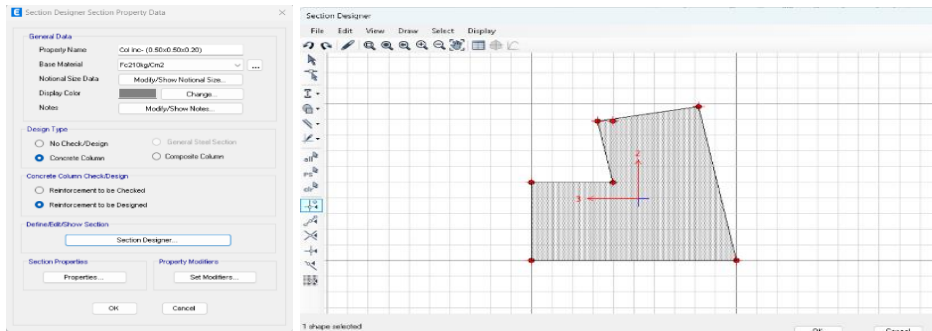 Section Designer Section Property Data
General Data
Property Name Col inc- (0.50x0.50x0.20)
Base Material Fc210kg/Cm2 ...
Notional Size Data Modify/Show Notional Size...
Display Color Change...
Notes Modify/Show Notes...
Design Type
No Check/Design General Steel Section
Concrete Column Composite Column
Concrete Column Check/Design
Reinforcement to be Checked
Reinforcement to be Designed
Define/Edit/Show Section
Section Designer...
Section Properties Property Modifiers
Properties... Set Modifiers...
OK Cancel
Section Designer
File Edit View Draw Select Display
all
ps
clr
2
3
1 shape selected
OK Cancel